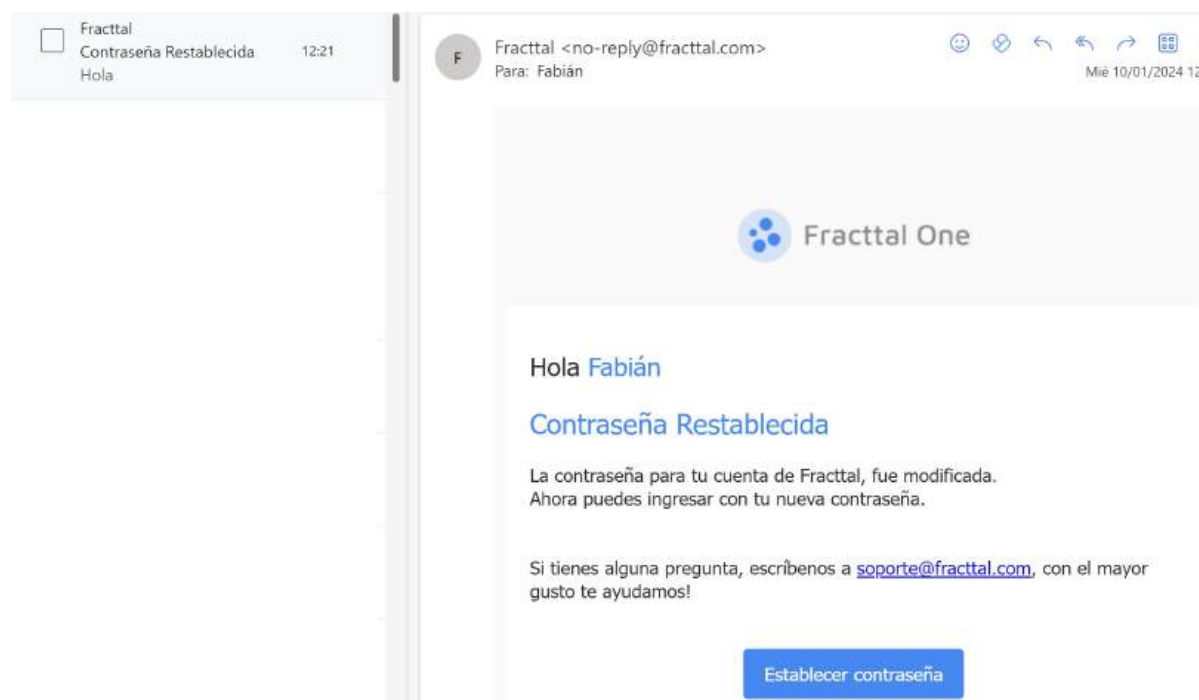 Fracttal
Contraseña Restablecida 12:21
Hola
F
Fracttal <no-reply@fracttal.com>
Para: Fabián
Mié 10/01/2024 12
Fracttal One
Hola Fabián
Contraseña Restablecida
La contraseña para tu cuenta de Fracttal, fue modificada.
Ahora puedes ingresar con tu nueva contraseña.
Si tienes alguna pregunta, escríbenos a soporte@fracttal.com, con el mayor
gusto te ayudamos!
Establecer contraseña